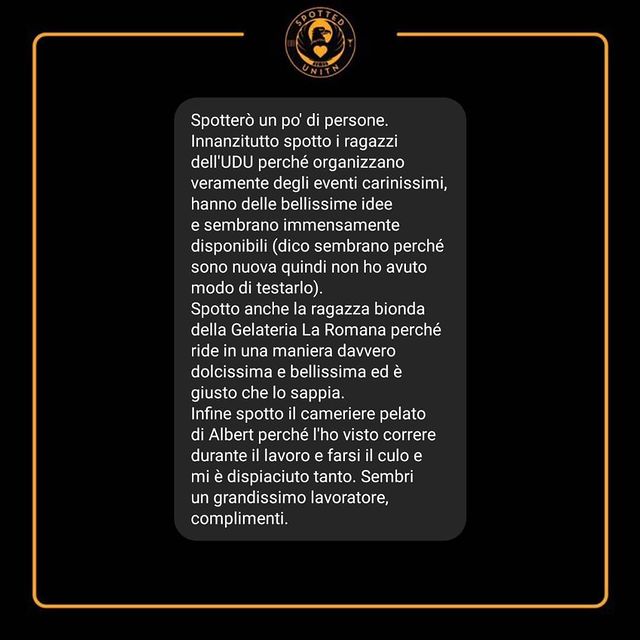 SPOTTED
UNITN
Spotterò un po' di persone.
Innanzitutto spotto i ragazzi
dell'UDU perché organizzano
veramente degli eventi carinissimi,
hanno delle bellissime idee
e sembrano immensamente
disponibili (dico sembrano perché
sono nuova quindi non ho avuto
modo di testarlo).
Spotto anche la ragazza bionda
della Gelateria La Romana perché
ride in una maniera davvero
dolcissima e bellissima ed è
giusto che lo sappia.
Infine spotto il cameriere pelato
di Albert perché l'ho visto correre
durante il lavoro e farsi il culo e
mi è dispiaciuto tanto. Sembri
un grandissimo lavoratore,
complimenti.